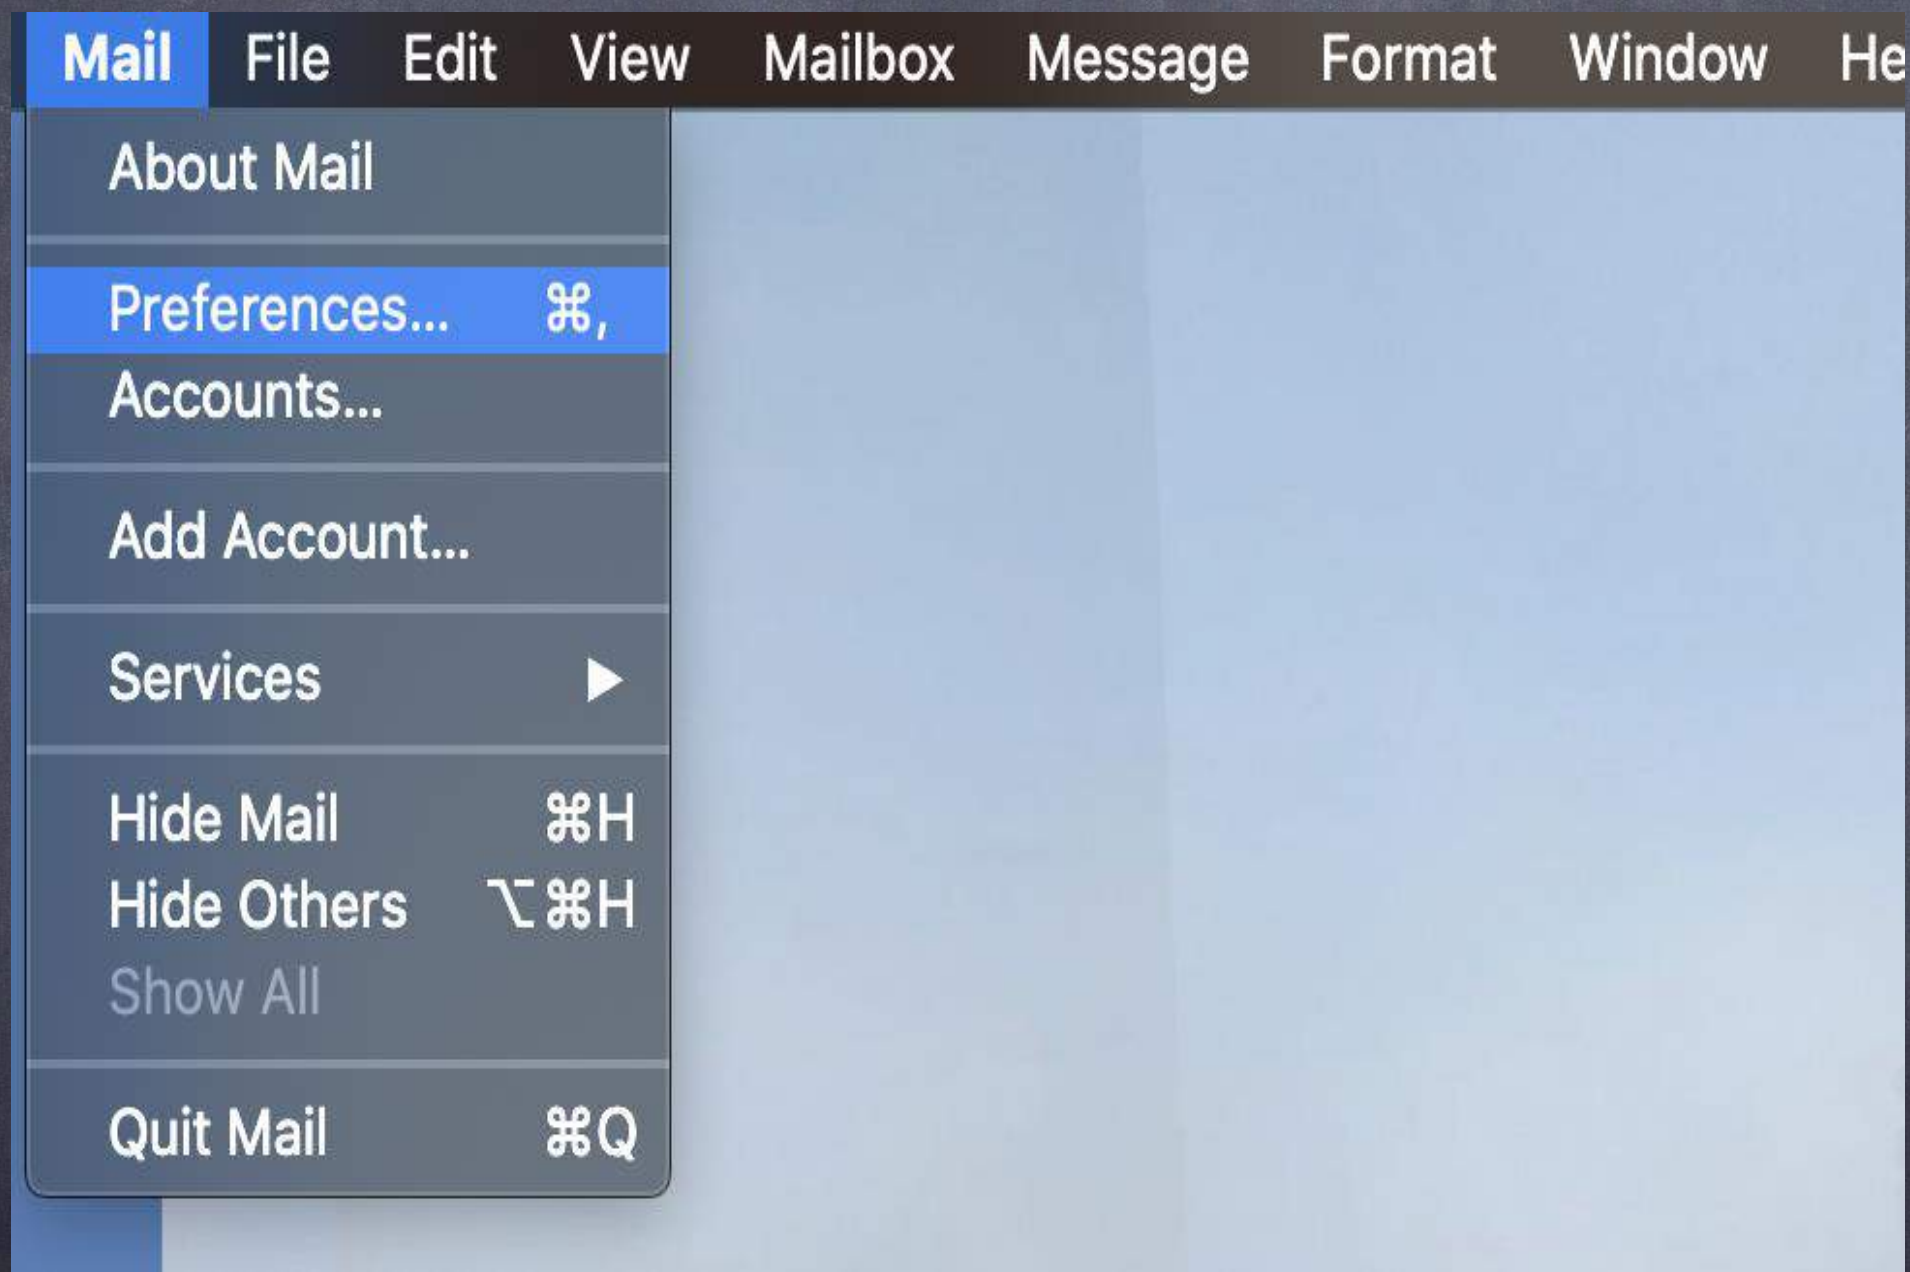 Mail File Edit View Mailbox Message Format Window He
About Mail
Preferences... ⌘,
Accounts...
Add Account...
Services ▶
Hide Mail ⌘H
Hide Others ⌥⌘H
Show All
Quit Mail ⌘Q